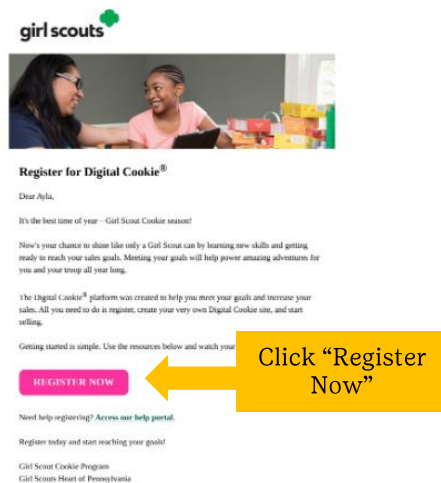 girl scouts
Register for Digital Cookie®
Dear Ayla,
It's the best time of year—Girl Scout Cookie season!
Now's your chance to shine like only a Girl Scout can by learning new skills and getting
ready to reach your sales goals. Meeting your goals will help power amazing adventures for
you and your troop all year long.
The Digital Cookie® platform was created to help you meet your goals and increase your
sales. All you need to do is register, create your very own Digital Cookie site, and start
selling.
Getting started is simple. Use the resources below and watch your
Click "Register
Now"
REGISTER NOW
Need help registering? Access our help portal.
Register today and start reaching your goals!
Girl Scout Cookie Program
Girl Scouts Heart of Pennsylvania